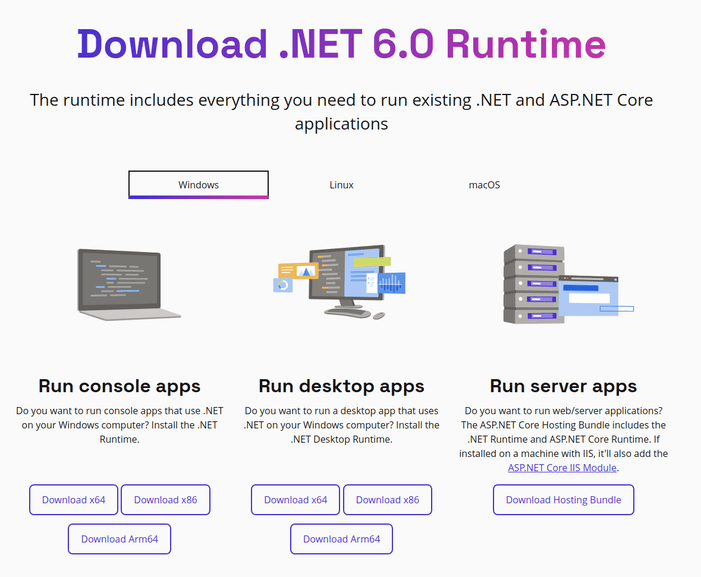 Download .NET 6.0 Runtime
The runtime includes everything you need to run existing .NET and ASP.NET Core
applications
Windows
Linux
macOS
Run console apps
Do you want to run console apps that use .NET
on your Windows computer? Install the .NET
Runtime.
Download x64
Download x86
Download Arm64
Run desktop apps
Do you want to run a desktop app that uses
.NET on your Windows computer? Install the
.NET Desktop Runtime.
Download x64
Download x86
Download Arm64
Run server apps
Do you want to run web/server applications?
The ASP.NET Core Hosting Bundle includes the
.NET Runtime and ASP.NET Core Runtime. If
installed on a machine with IIS, it'll also add the
ASP.NET Core IIS Module.
Download Hosting Bundle